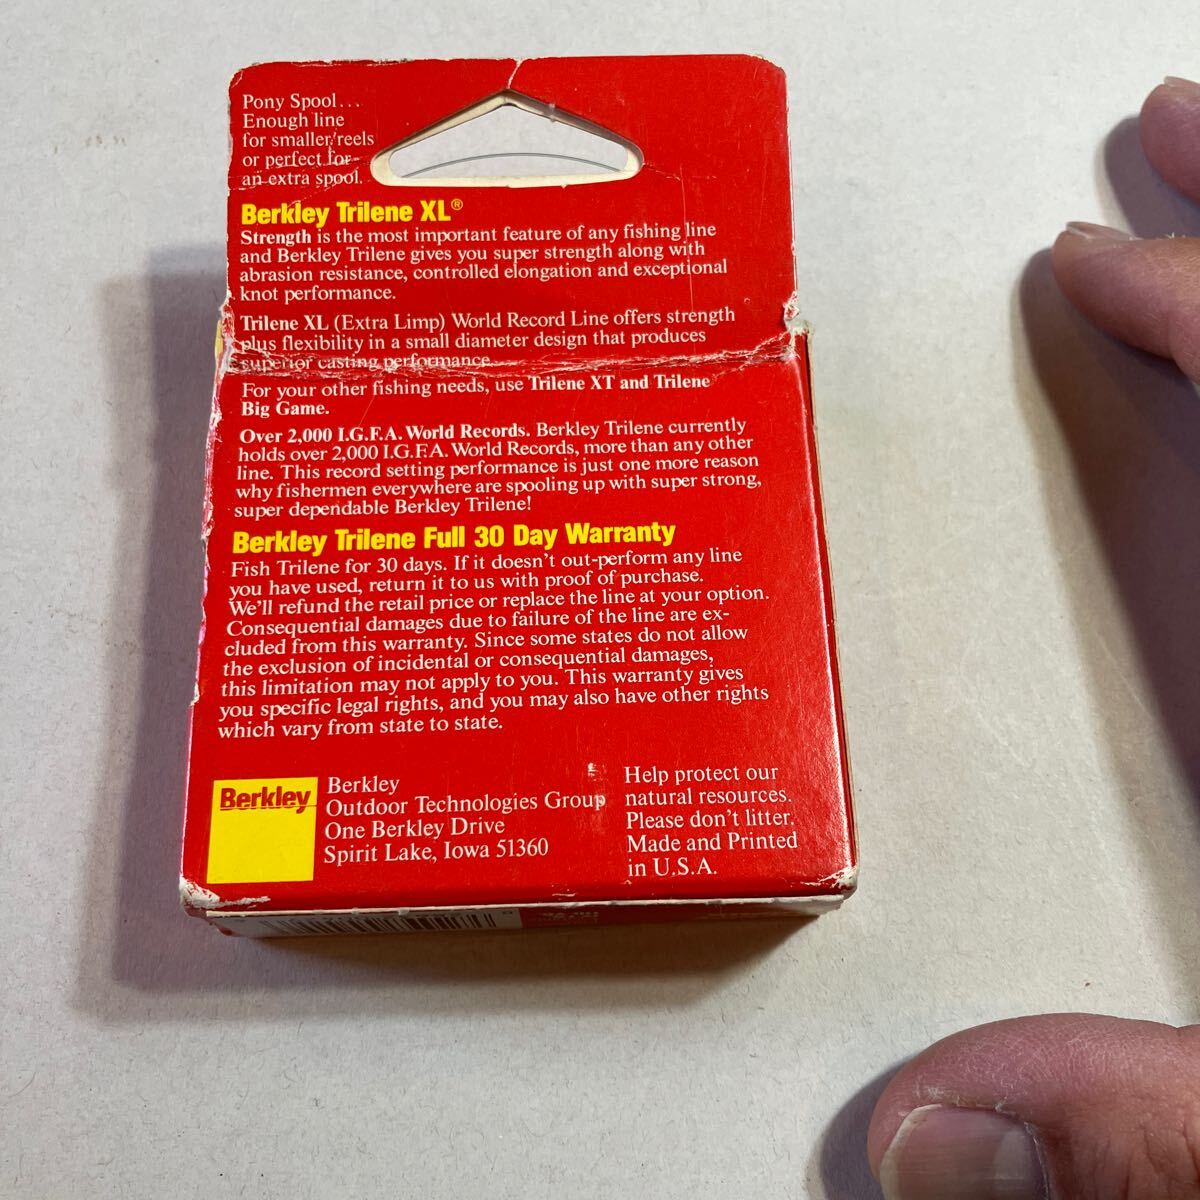 Pony Spool...
Enough line
for smaller reels
or perfect for
an extra spool.
Berkley Trilene XL®
Strength is the most important feature of any fishing line
and Berkley Trilene gives you super strength along with
abrasion resistance, controlled elongation and exceptional
knot performance.
Trilene XL (Extra Limp) World Record Line offers strength
plus flexibility in a small diameter design that produces
superior casting performance
For your other fishing needs, use Trilene XT and Trilene
Big Game.
Over 2,000 I.G.F.A. World Records. Berkley Trilene currently
holds over 2,000 I.G.F.A. World Records, more than any other
line. This record setting performance is just one more reason
why fishermen everywhere are spooling up with super strong,
super dependable Berkley Trilene!
Berkley Trilene Full 30 Day Warranty
Fish Trilene for 30 days. If it doesn't out-perform any line
you have used, return it to us with proof of purchase.
We'll refund the retail price or replace the line at your option.
Consequential damages due to failure of the line are ex-
cluded from this warranty. Since some states do not allow
the exclusion of incidental or consequential damages,
this limitation may not apply to you. This warranty gives
you specific legal rights, and you may also have other rights
which vary from state to state.
Berkley
Berkley
Outdoor Technologies Group
One Berkley Drive
Spirit Lake, Iowa 51360
Help protect our
natural resources.
Please don't litter.
Made and Printed
in U.S.A.